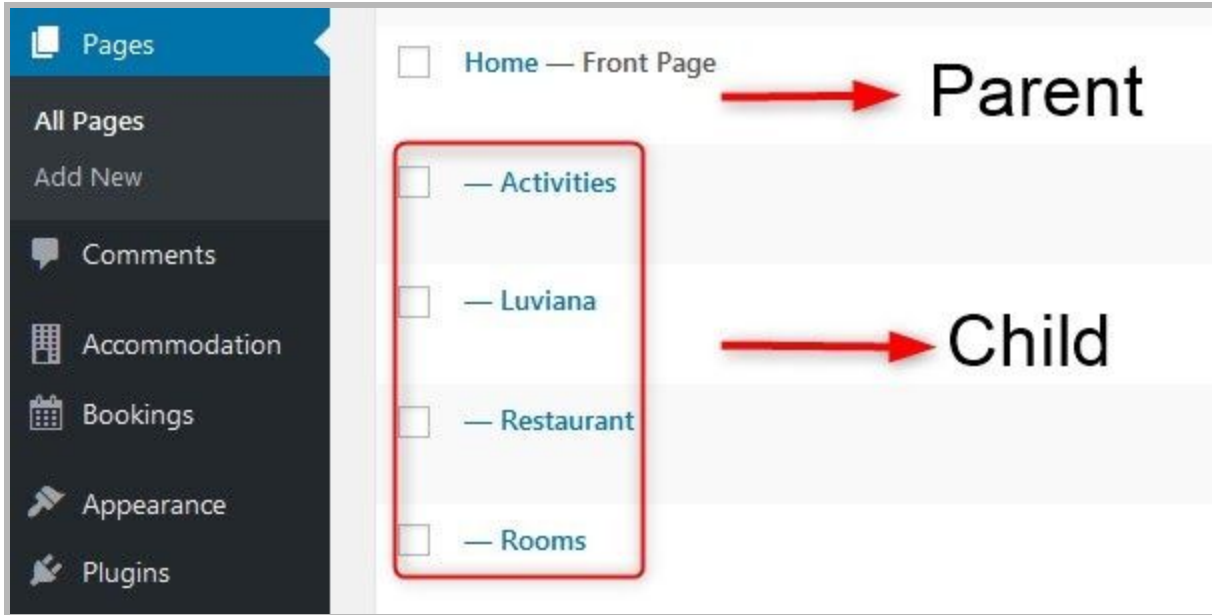 Pages
All Pages
Add New
Comments
Accommodation
Bookings
Appearance
Plugins
Home — Front Page
Parent
— Activities
— Luviana
Child
— Restaurant
— Rooms